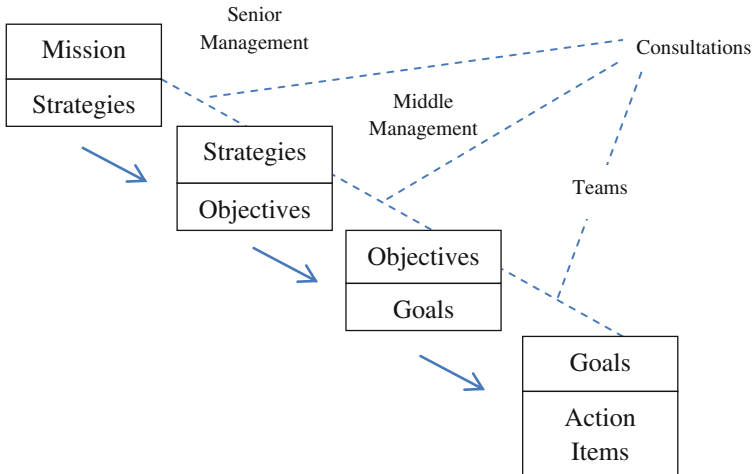 Senior
Management
Consultations
Mission
Strategies
Middle
Management
Strategies
Objectives
Teams
Objectives
Goals
Goals
Action
Items